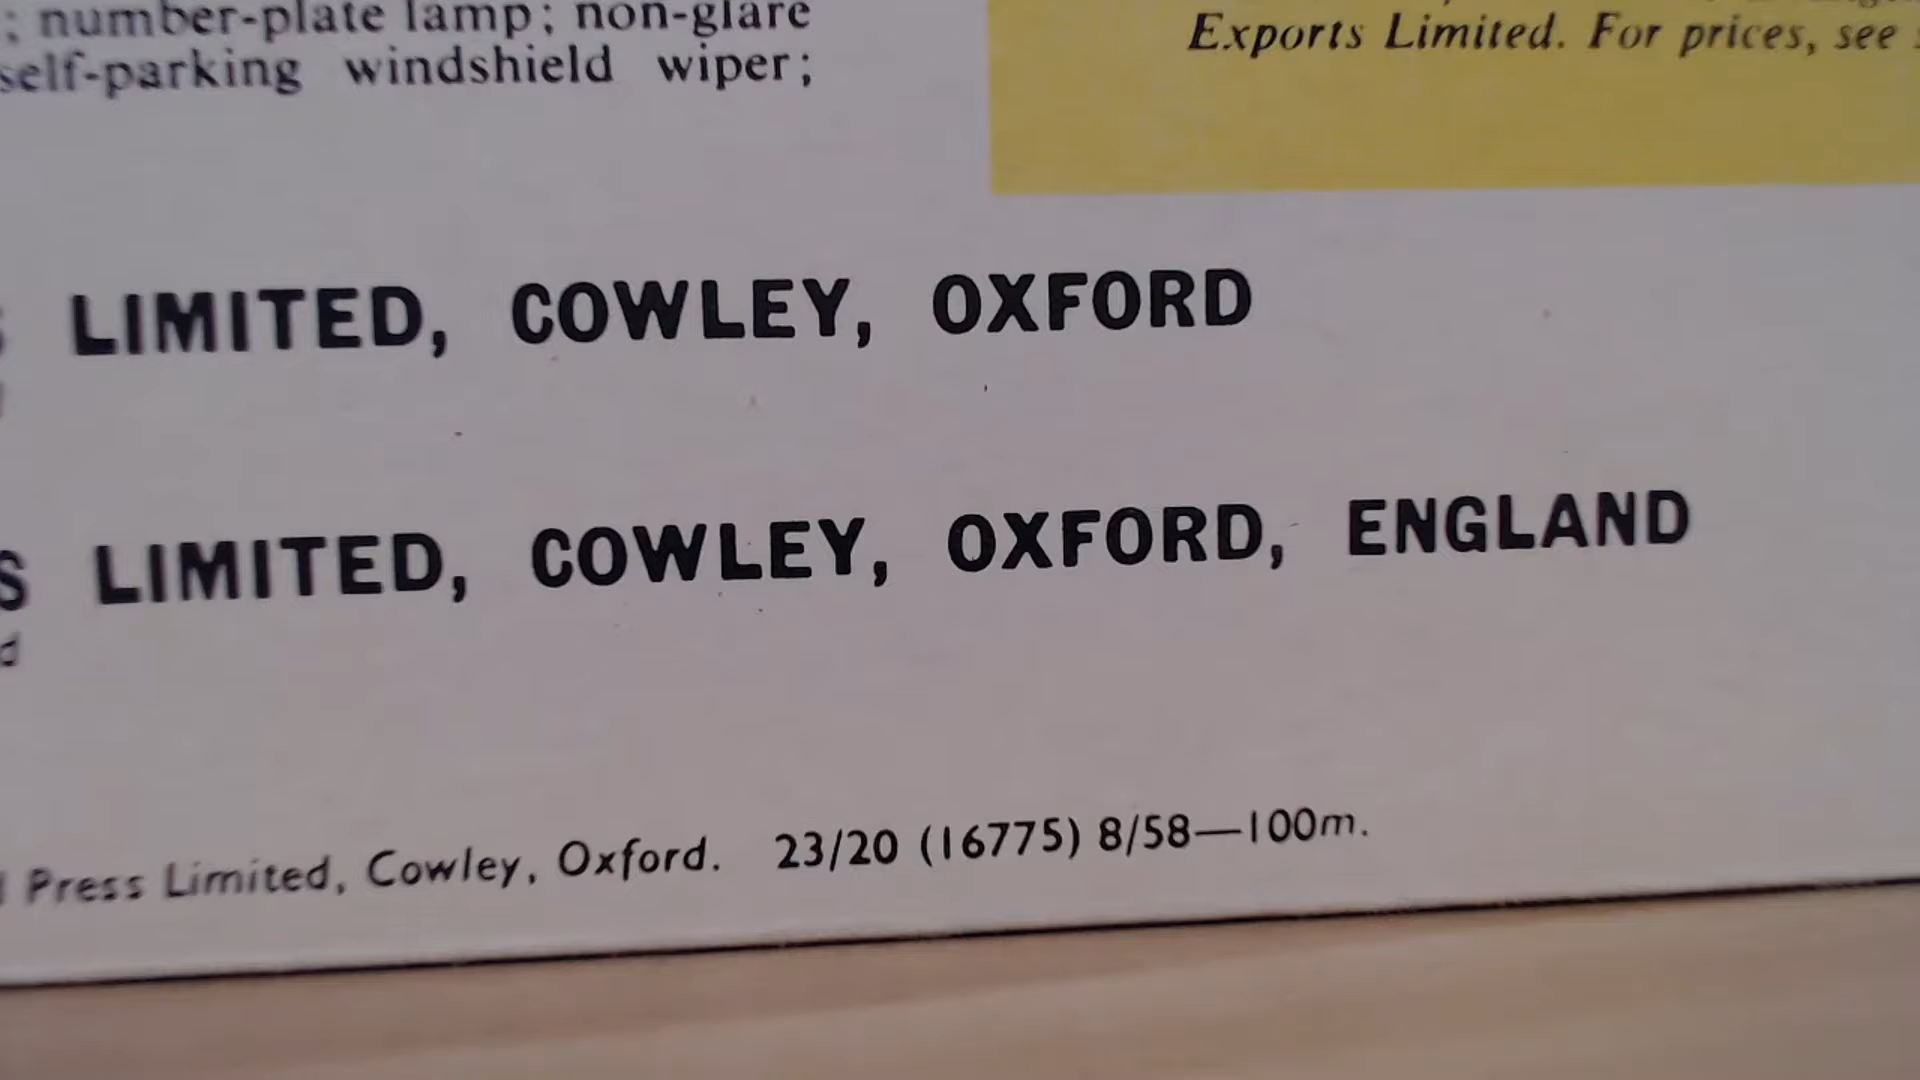 ; number-plate lamp; non-glare
self-parking windshield wiper;
Exports Limited. For prices, see
LIMITED, COWLEY, OXFORD
S LIMITED, COWLEY, OXFORD, ENGLAND
d
Press Limited, Cowley, Oxford. 23/20 (16775) 8/58—100m.